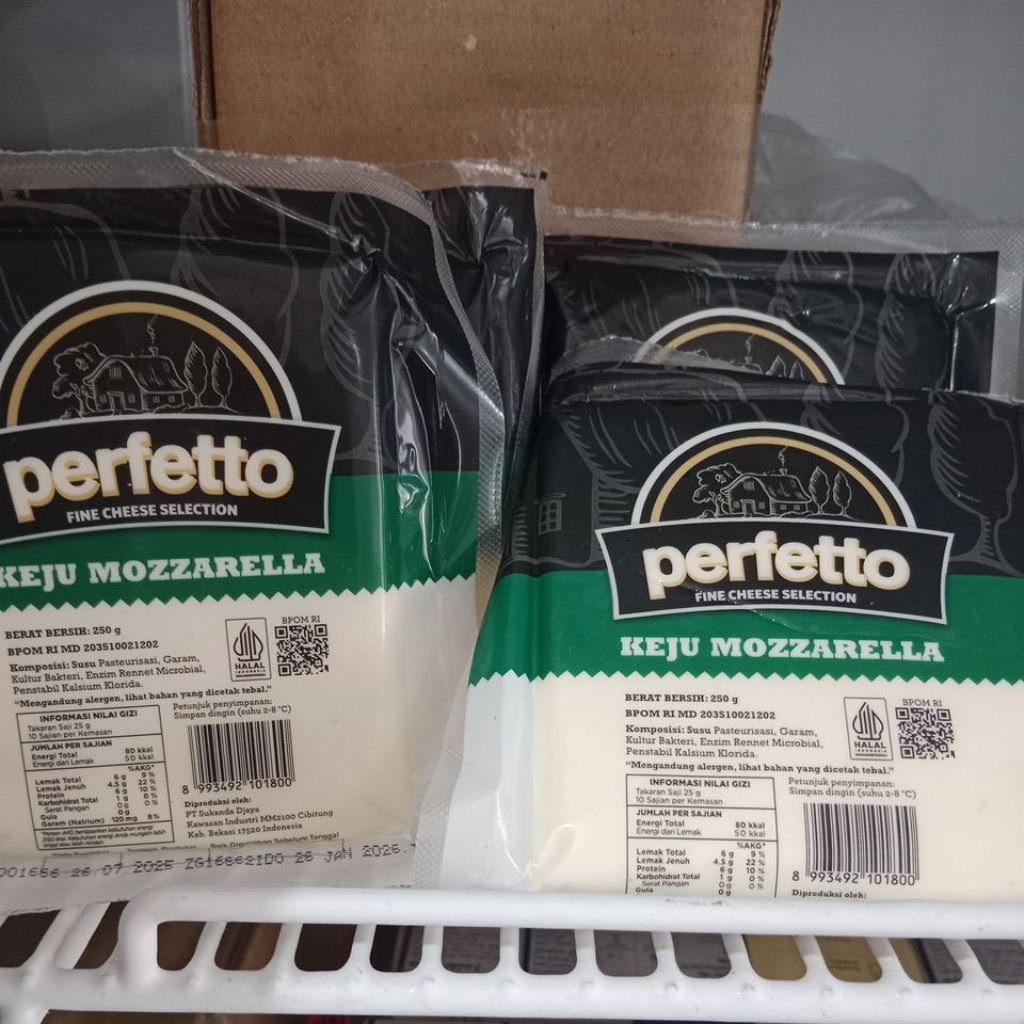 perfetto
FINE CHEESE SELECTION
KEJU MOZZARELLA
BERAT BERSIH: 250 g
BPOM RI MD 203510021202
Komposisi: Susu Pasteurisasi, Garam,
Kultur Bakteri, Enzim Rennet Microbial,
Penstabil Kalsium Klorida.
"Mengandung alergen, lihat bahan yang dicetak tebal."
HALAL
INDONESIA
BPOM RI
INFORMASI NILAI GIZI
Takaran Saji 25 g
10 Sajian per Kemasan
JUMLAH PER SAJIAN
Energi Total 80 kkal
Energi dari Lemak 50 kkal
%AKG*
Lemak Total 6 g 9 %
Lemak Jenuh 4.5 g 22 %
Protein 6 g 10 %
Karbohidrat Total 1 g 0 %
Serat Pangan 0 g 0 %
Gula 0 g
Garam (Natrium) 120 mg 8%
Petunjuk penyimpanan:
Simpan dingin (suhu 2-8 °C)
8 993492 101800
Diproduksi oleh:
PT Sukanda Djaya
Kawasan Industri MM2100 Cibitung
Kab. Bekasi 17520 Indonesia
Baik Digunakan Sebelum Tanggal
001666 26.07.2025 ZG16662100 26 JAN 2026.
perfetto
FINE CHEESE SELECTION
KEJU MOZZARELLA
BERAT BERSIH: 250 g
BPOM RI MD 203510021202
Komposisi: Susu Pasteurisasi, Garam,
Kultur Bakteri, Enzim Rennet Microbial,
Penstabil Kalsium Klorida.
"Mengandung alergen, lihat bahan yang dicetak tebal."
HALAL
INDONESIA
BPOM RI
INFORMASI NILAI GIZI
Takaran Saji 25 g
10 Sajian per Kemasan
JUMLAH PER SAJIAN
Energi Total 80 kkal
Energi dari Lemak 50 kkal
%AKG*
Lemak Total 6 g 9 %
Lemak Jenuh 4.5 g 22 %
Protein 6 g 10 %
Karbohidrat Total 1 g 0 %
Serat Pangan 0 g 0 %
Gula 0 g
Petunjuk penyimpanan:
Simpan dingin (suhu 2-8 °C)
8 993492 101800
Diproduksi oleh: